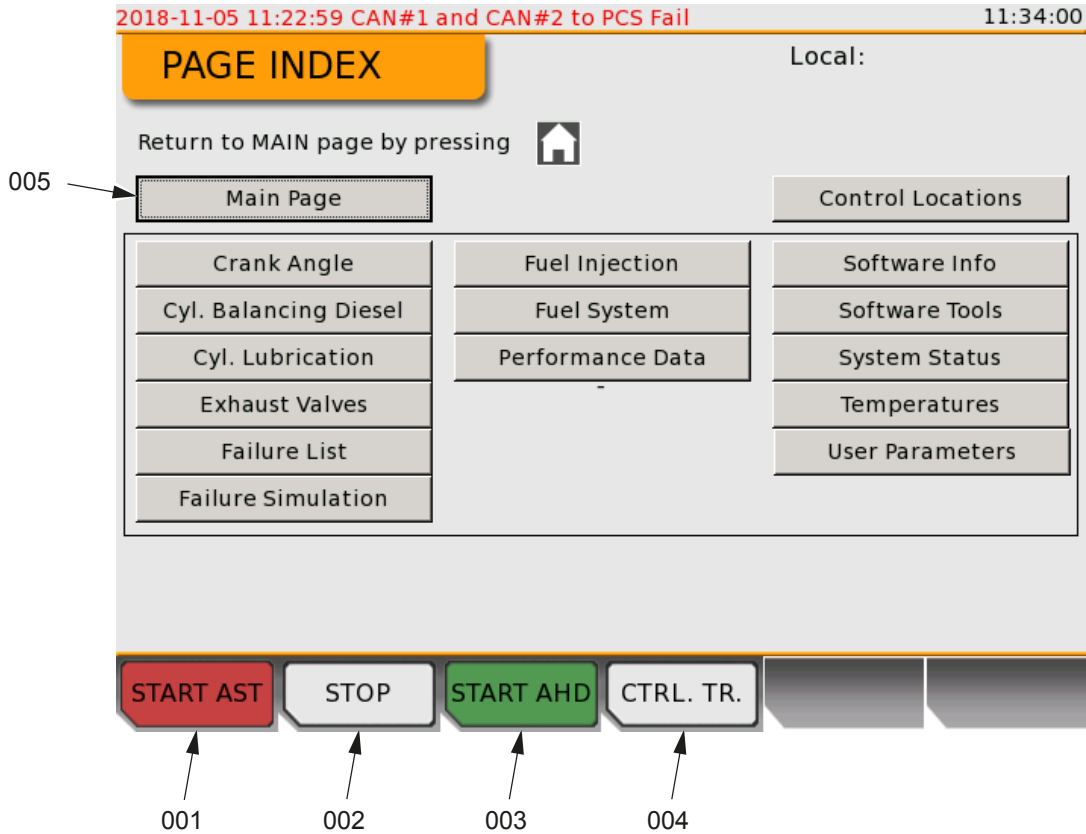 2018-11-05 11:22:59 CAN#1 and CAN#2 to PCS Fail 11:34:00
PAGE INDEX
Local:
Return to MAIN page by pressing
005
Main Page
Control Locations
Crank Angle
Fuel Injection
Software Info
Cyl. Balancing Diesel
Fuel System
Software Tools
Cyl. Lubrication
Performance Data
System Status
-
Exhaust Valves
Temperatures
Failure List
User Parameters
Failure Simulation
START AST
STOP
START AHD
CTRL. TR.
001
002
003
004